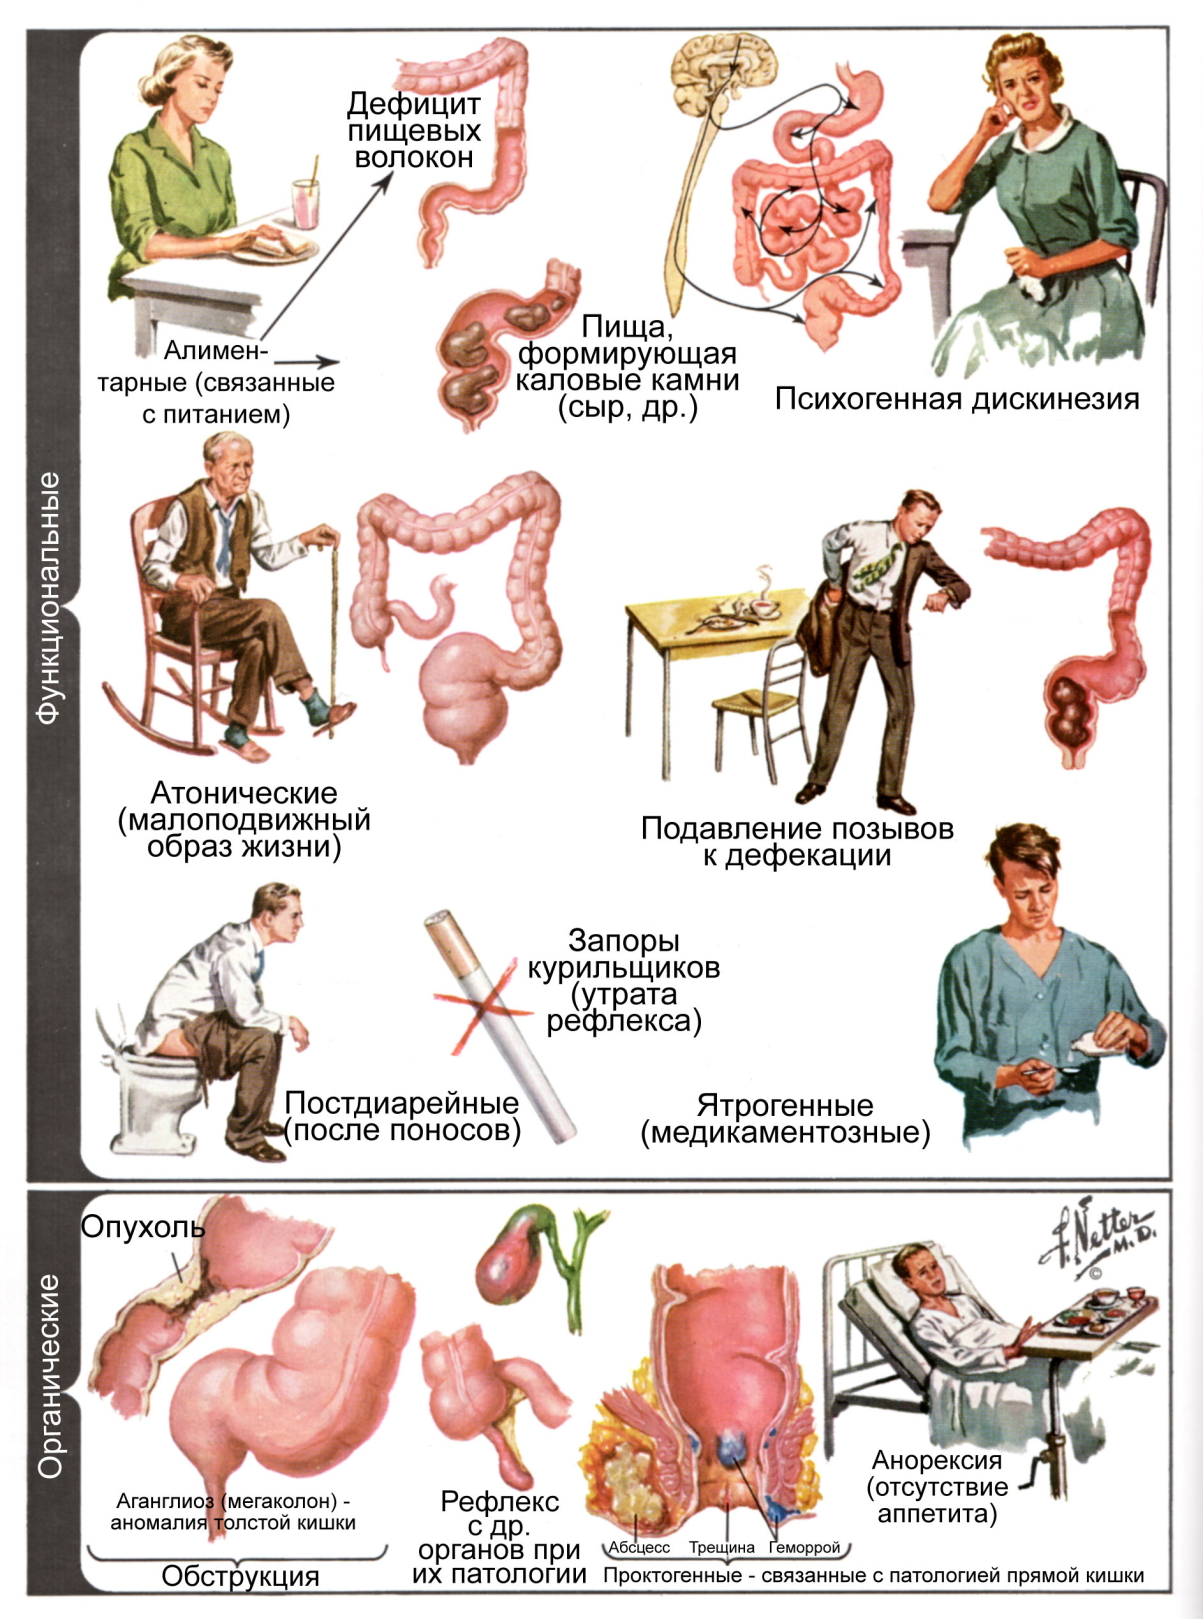 Функциональные
Дефицит
пищевых
волокон
Алимен-
тарные (связанные
с питанием)
Пища,
формирующая
каловые камни
(сыр, др.)
Психогенная дискинезия
Атонические
(малоподвижный
образ жизни)
Подавление позывов
к дефекации
Постдиарейные
(после поносов)
Запоры
курильщиков
(утрата
рефлекса)
Ятрогенные
(медикаментозные)
Органические
Опухоль
Аганглиоз (мегаколон) -
аномалия толстой кишки
Обструкция
Рефлекс
с др.
органов при
их патологии
Абсцесс Трещина Геморрой
Проктогенные - связанные с патологией прямой кишки
Анорексия
(отсутствие
аппетита)
F. Netter
M.D.
©